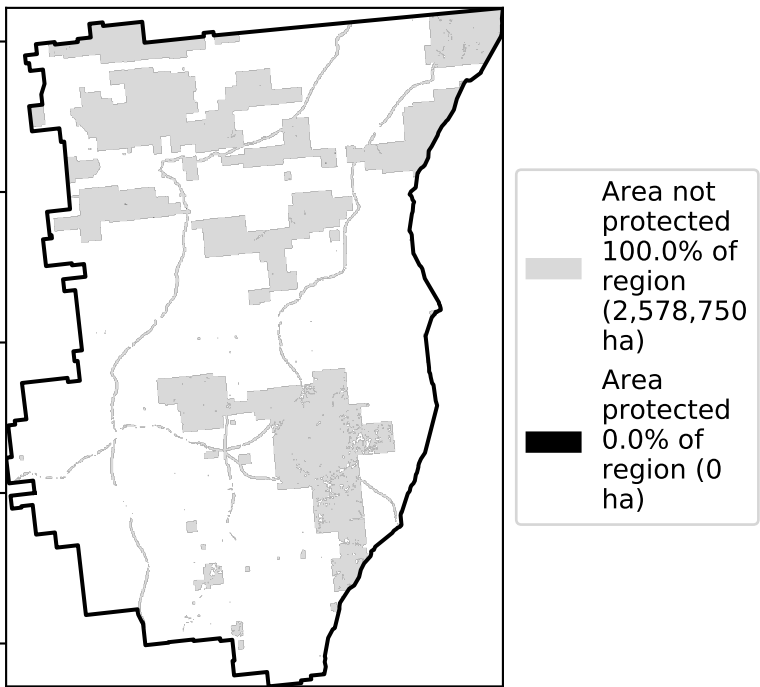 Area not
protected
100.0% of
region
(2,578,750
ha)
Area
protected
0.0% of
region (0
ha)